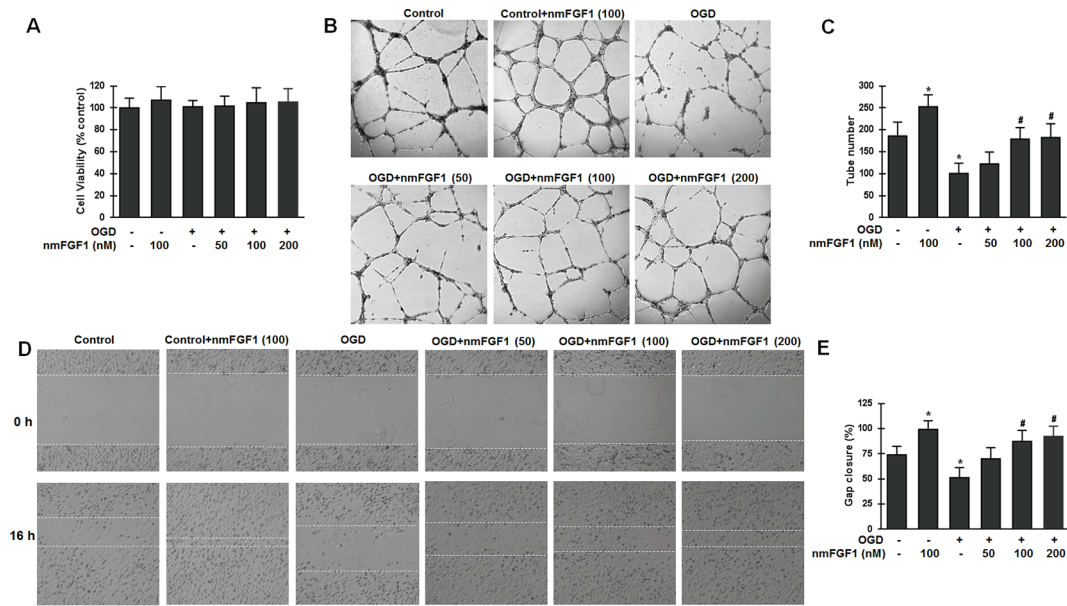 A
Cell Viability (% control)
120
100
80
60
40
20
0
OGD - - + + + +
nmFGF1 (nM) - 100 - 50 100 200
B
Control Control+nmFGF1 (100) OGD
OGD+nmFGF1 (50) OGD+nmFGF1 (100) OGD+nmFGF1 (200)
C
Tube number
300
250
200
150
100
50
0
* * # #
OGD - - + + + +
nmFGF1 (nM) - 100 - 50 100 200
D
Control Control+nmFGF1 (100) OGD OGD+nmFGF1 (50) OGD+nmFGF1 (100) OGD+nmFGF1 (200)
0 h
16 h
E
Gap closure (%)
125
100
75
50
25
0
* * # #
OGD - - + + + +
nmFGF1 (nM) - 100 - 50 100 200